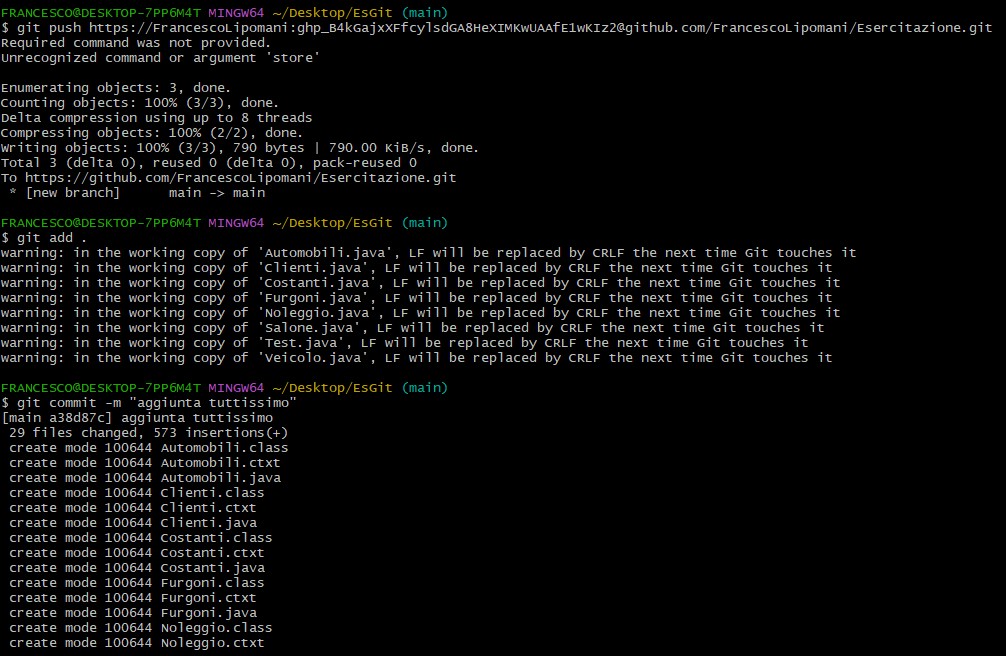 FRANCESCO@DESKTOP-7PP6M4T MINGW64 ~/Desktop/EsGit (main)
$ git push https://FrancescoLipomani:@github.com/FrancescoLipomani/Esercitazione.git
Required command was not provided.
Unrecognized command or argument 'store'
Enumerating objects: 3, done.
Counting objects: 100% (3/3), done.
Delta compression using up to 8 threads
Compressing objects: 100% (2/2), done.
Writing objects: 100% (3/3), 790 bytes | 790.00 KiB/s, done.
Total 3 (delta 0), reused 0 (delta 0), pack-reused 0
To https://github.com/FrancescoLipomani/Esercitazione.git
 * [new branch]      main -> main
FRANCESCO@DESKTOP-7PP6M4T MINGW64 ~/Desktop/EsGit (main)
$ git add .
warning: in the working copy of 'Automobili.java', LF will be replaced by CRLF the next time Git touches it
warning: in the working copy of 'Clienti.java', LF will be replaced by CRLF the next time Git touches it
warning: in the working copy of 'Costanti.java', LF will be replaced by CRLF the next time Git touches it
warning: in the working copy of 'Furgoni.java', LF will be replaced by CRLF the next time Git touches it
warning: in the working copy of 'Noleggio.java', LF will be replaced by CRLF the next time Git touches it
warning: in the working copy of 'Salone.java', LF will be replaced by CRLF the next time Git touches it
warning: in the working copy of 'Test.java', LF will be replaced by CRLF the next time Git touches it
warning: in the working copy of 'Veicolo.java', LF will be replaced by CRLF the next time Git touches it
FRANCESCO@DESKTOP-7PP6M4T MINGW64 ~/Desktop/EsGit (main)
$ git commit -m "aggiunta tuttissimo"
[main a38d87c] aggiunta tuttissimo
 29 files changed, 573 insertions(+)
 create mode 100644 Automobili.class
 create mode 100644 Automobili.ctxt
 create mode 100644 Automobili.java
 create mode 100644 Clienti.class
 create mode 100644 Clienti.ctxt
 create mode 100644 Clienti.java
 create mode 100644 Costanti.class
 create mode 100644 Costanti.ctxt
 create mode 100644 Costanti.java
 create mode 100644 Furgoni.class
 create mode 100644 Furgoni.ctxt
 create mode 100644 Furgoni.java
 create mode 100644 Noleggio.class
 create mode 100644 Noleggio.ctxt